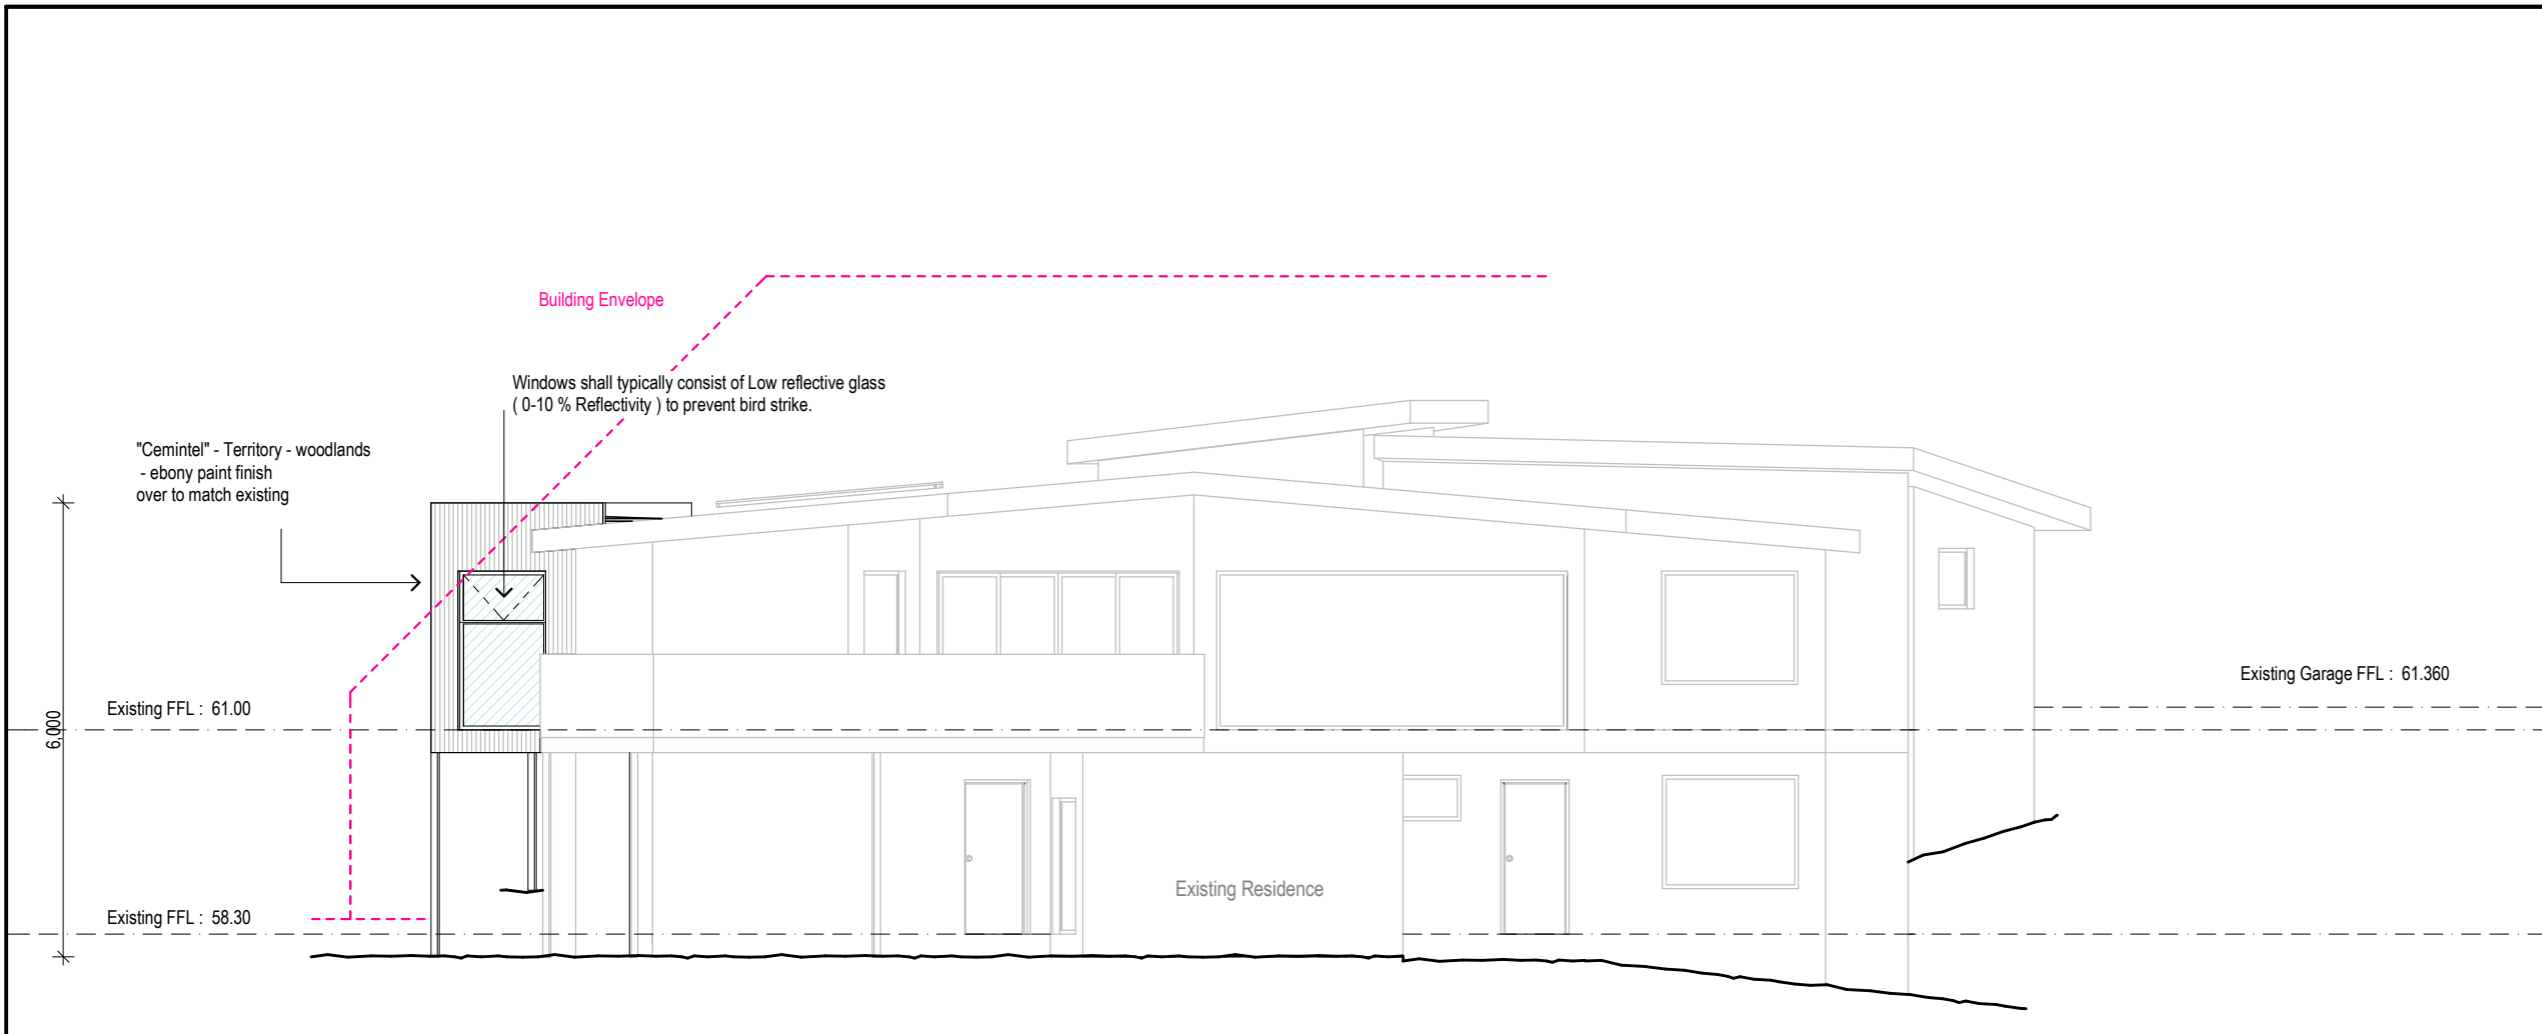 Building Envelope
Windows shall typically consist of Low reflective glass
( 0-10 % Reflectivity ) to prevent bird strike.
"Cemintel" - Territory - woodlands
- ebony paint finish
over to match existing
Existing Garage FFL : 61.360
Existing FFL : 61.00
6,000
Existing Residence
Existing FFL : 58.30